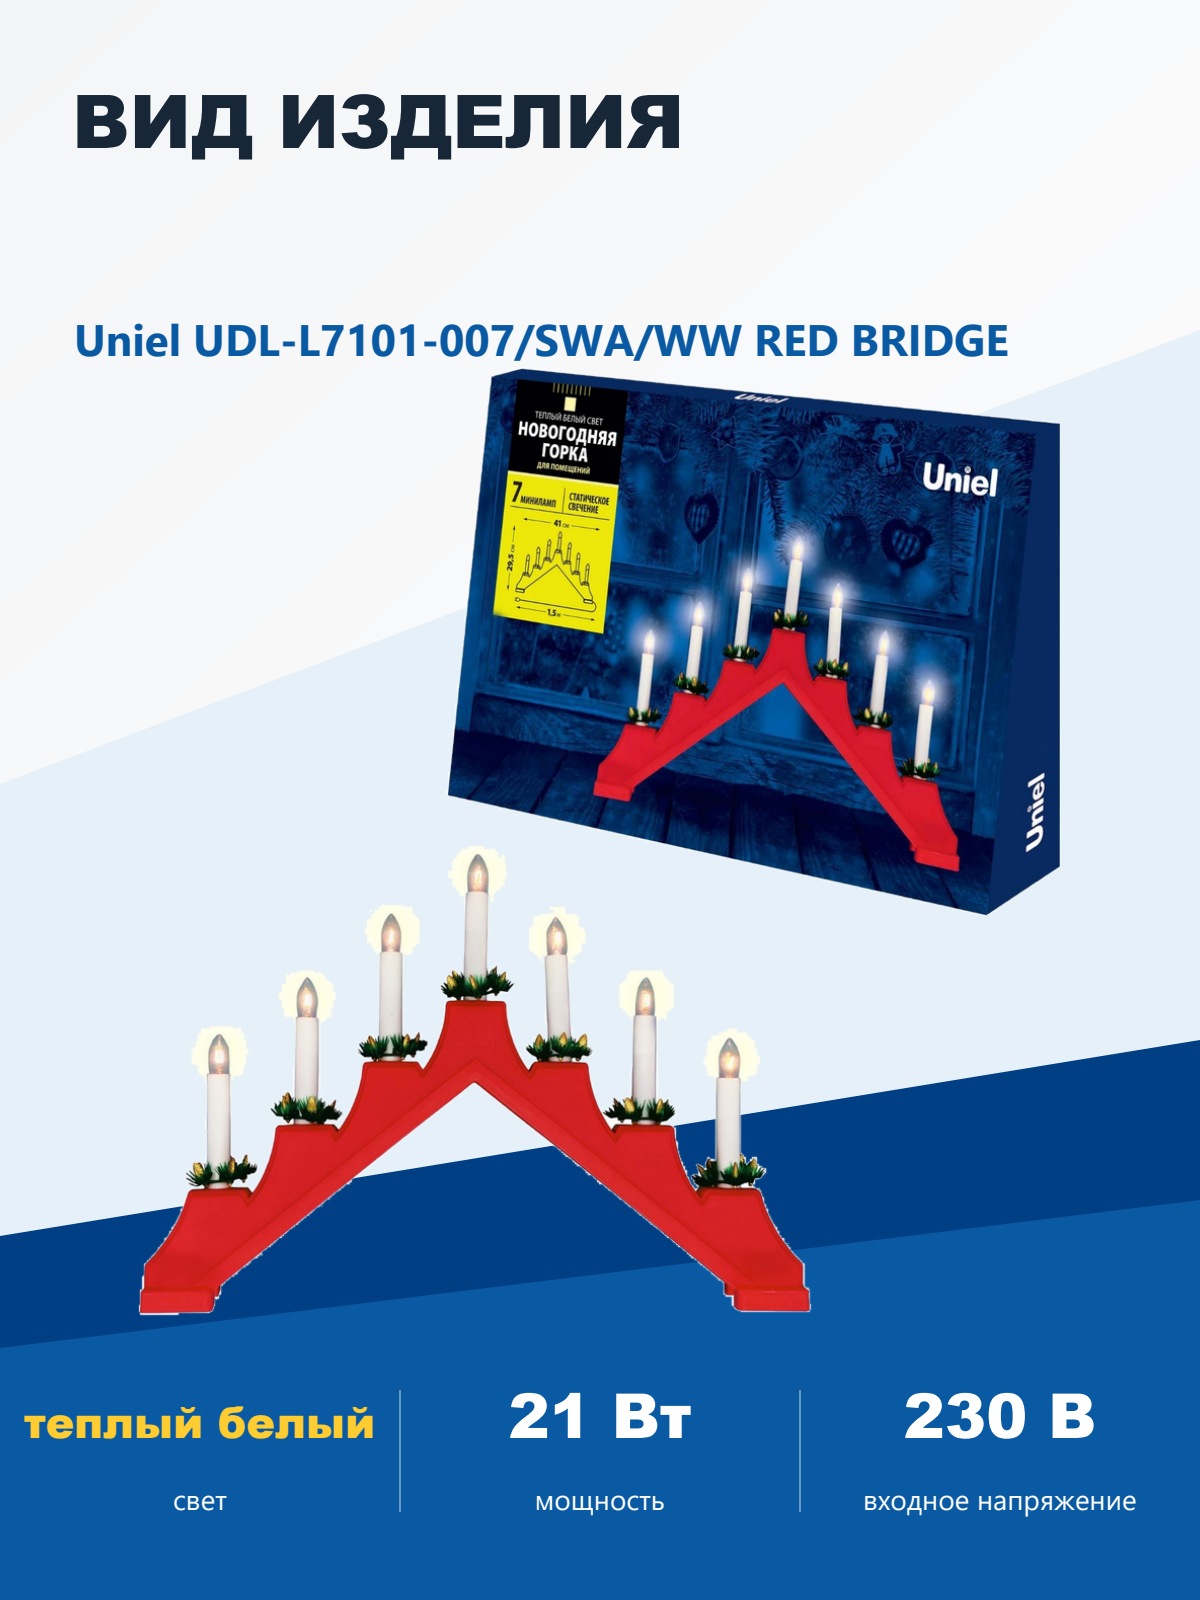 ВИД ИЗДЕЛИЯ
Uniel UDL-L7101-007/SWA/WW RED BRIDGE
Uniel
ТЕПЛЫЙ БЕЛЫЙ СВЕТ
НОВОГОДНЯЯ
ГОРКА
ДЛЯ ПОМЕЩЕНИЙ
7 МИНИЛАМП
СТАТИЧЕСКОЕ
СВЕЧЕНИЕ
41 см
29,5 см
1,5м
Uniel
Uniel
теплый белый
свет
21 Вт
мощность
230 В
входное напряжение